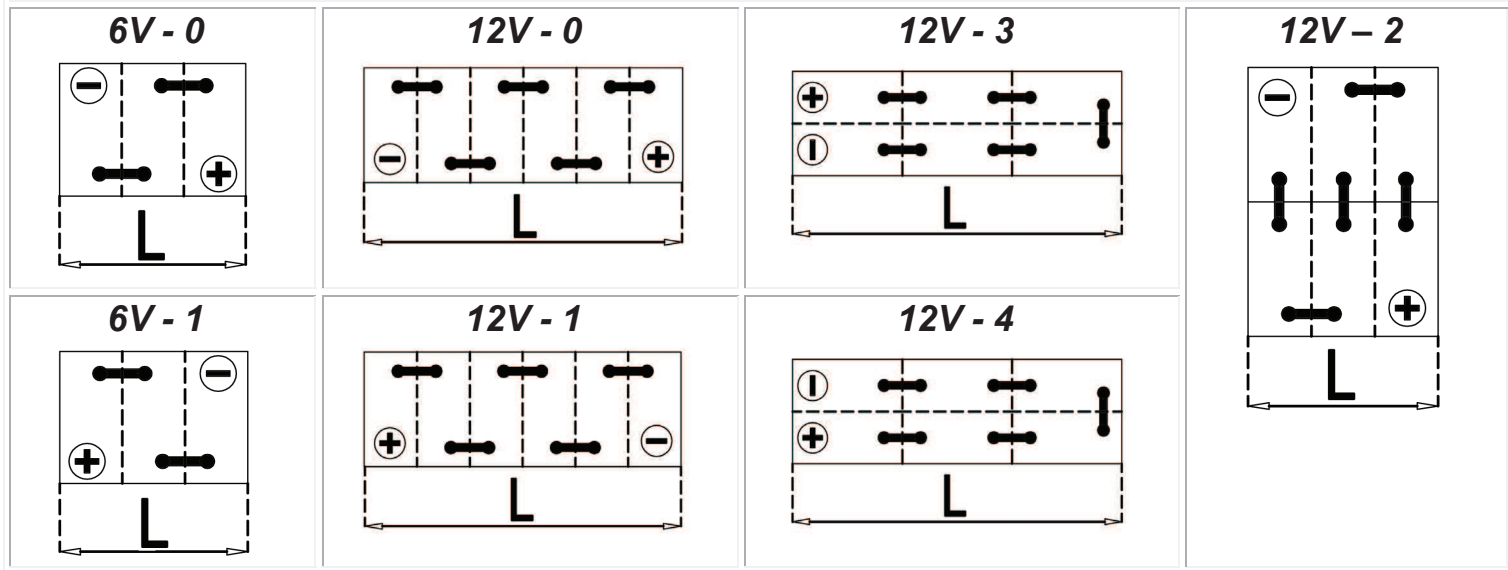 6V - 0
12V - 0
12V - 3
12V – 2
L
L
L
L
6V - 1
12V - 1
12V - 4
L
L
L